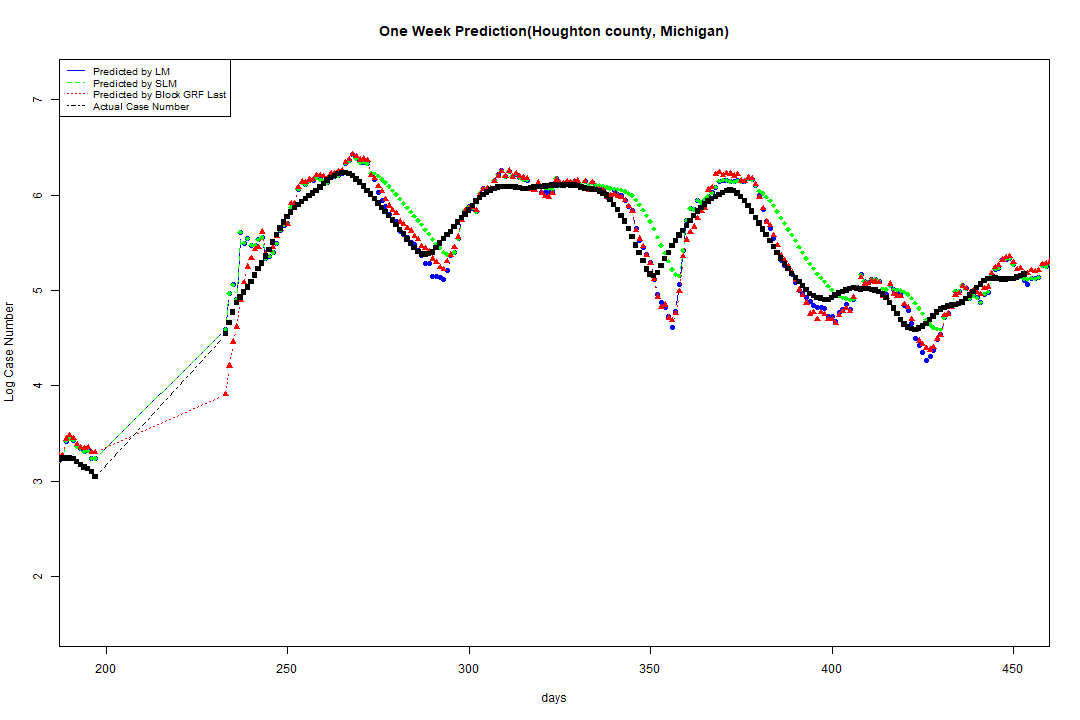 One Week Prediction(Houghton county, Michigan)
Predicted by LM
Predicted by SLM
Predicted by Block GRF Last
Actual Case Number
7
6
5
4
3
2
Log Case Number
200 250 300 350 400 450
days